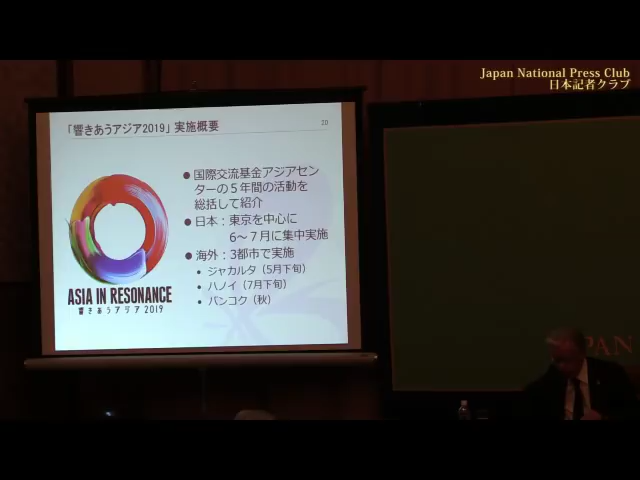 Japan National Press Club
日本記者クラブ
「響きあうアジア2019」実施概要
20
● 国際交流基金アジアセン
ターの５年間の活動を
総括して紹介
● 日本：東京を中心に
6～７月に集中実施
● 海外：3都市で実施
• ジャカルタ（5月下旬）
• ハノイ（7月下旬）
• バンコク（秋）
ASIA IN RESONANCE
響きあうアジア2019
JAPAN